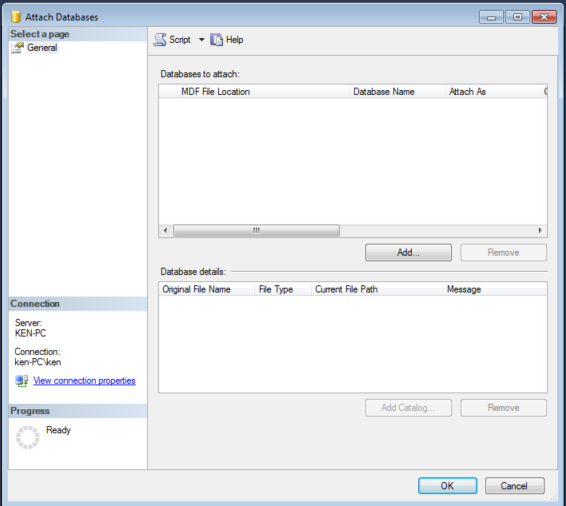 Attach Databases
Select a page
General
Script
Help
Databases to attach:
MDF File Location Database Name Attach As
Add... Remove
Database details:
Original File Name File Type Current File Path Message
Add Catalog... Remove
Connection
Server:
KEN-PC
Connection:
ken-PC\ken
View connection properties
Progress
Ready
OK Cancel